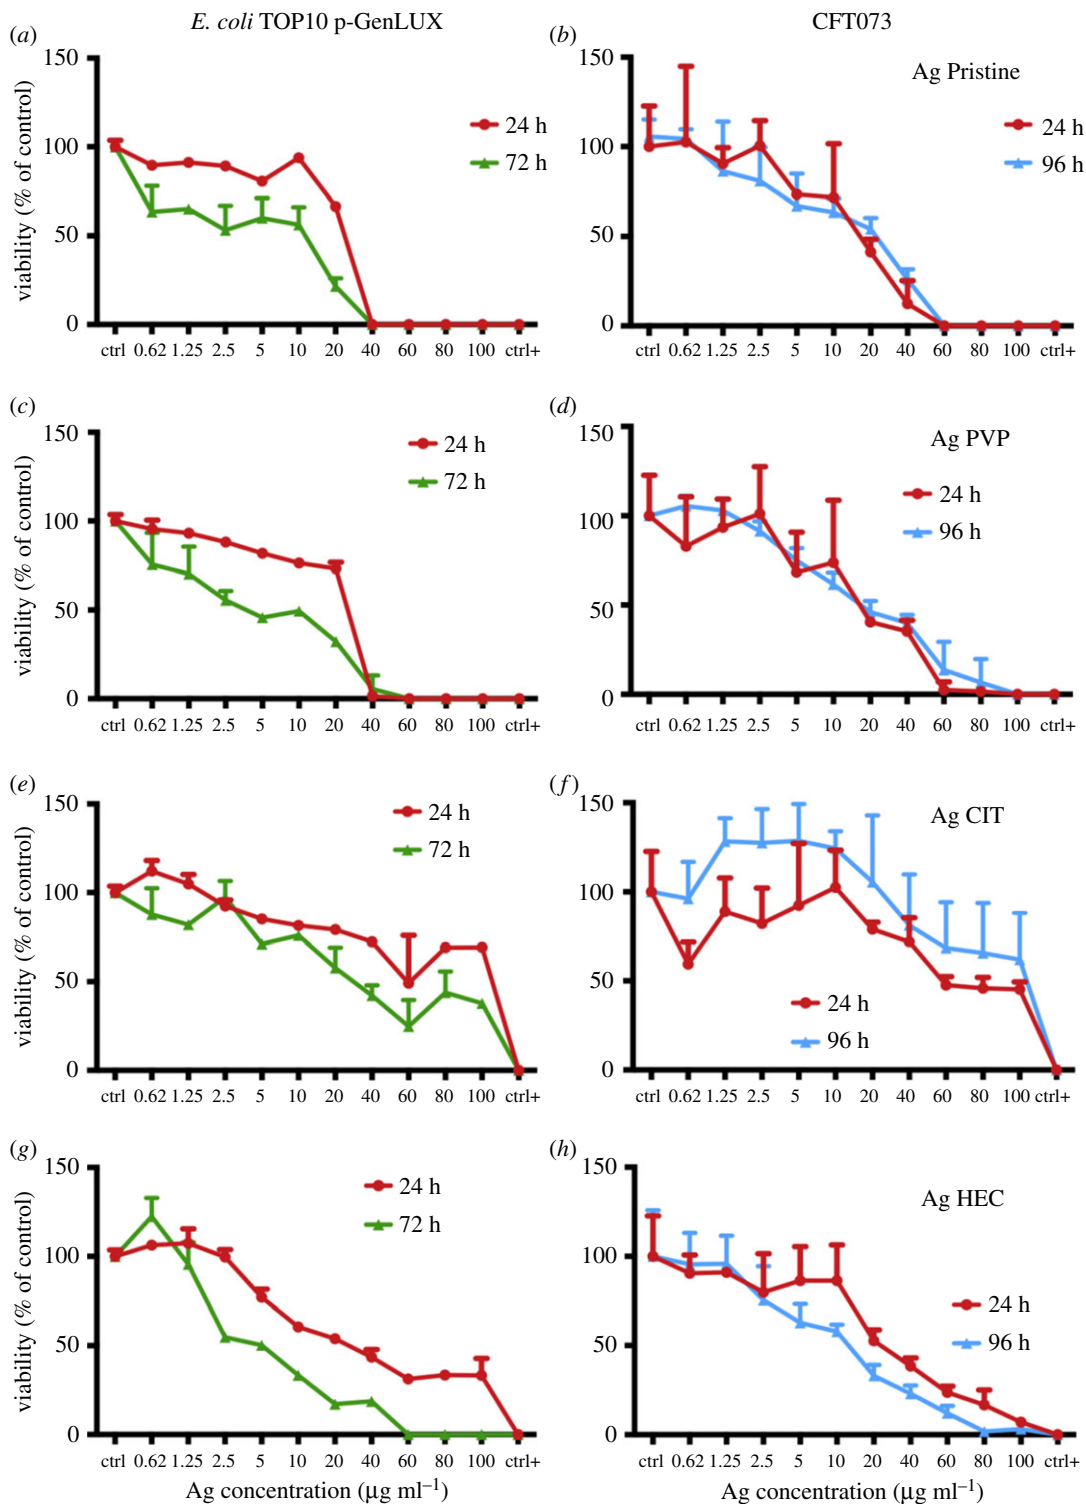 E. coli TOP10 p-GenLUX
CFT073
(a)
150
100
50
0
viability (% of control)
24 h
72 h
ctrl 0.62 1.25 2.5 5 10 20 40 60 80 100 ctrl+
(b)
150
100
50
0
Ag Pristine
24 h
96 h
ctrl 0.62 1.25 2.5 5 10 20 40 60 80 100 ctrl+
(c)
150
100
50
0
viability (% of control)
24 h
72 h
ctrl 0.62 1.25 2.5 5 10 20 40 60 80 100 ctrl+
(d)
150
100
50
0
Ag PVP
24 h
96 h
ctrl 0.62 1.25 2.5 5 10 20 40 60 80 100 ctrl+
(e)
150
100
50
0
viability (% of control)
24 h
72 h
ctrl 0.62 1.25 2.5 5 10 20 40 60 80 100 ctrl+
(f)
150
100
50
0
Ag CIT
24 h
96 h
ctrl 0.62 1.25 2.5 5 10 20 40 60 80 100 ctrl+
(g)
150
100
50
0
viability (% of control)
24 h
72 h
ctrl 0.62 1.25 2.5 5 10 20 40 60 80 100 ctrl+
Ag concentration (μg ml⁻¹)
(h)
150
100
50
0
Ag HEC
24 h
96 h
ctrl 0.62 1.25 2.5 5 10 20 40 60 80 100 ctrl+
Ag concentration (μg ml⁻¹)